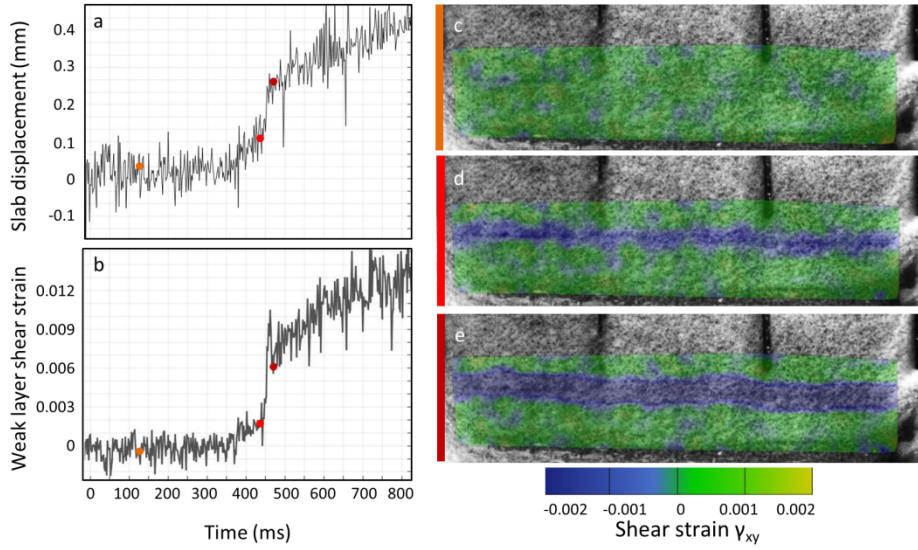 a
Slab displacement (mm)
0.4
0.3
0.2
0.1
0
-0.1
b
Weak layer shear strain
0.012
0.009
0.006
0.003
0
0 100 200 300 400 500 600 700 800
Time (ms)
c
d
e
-0.002 -0.001 0 0.001 0.002
Shear strain γxy